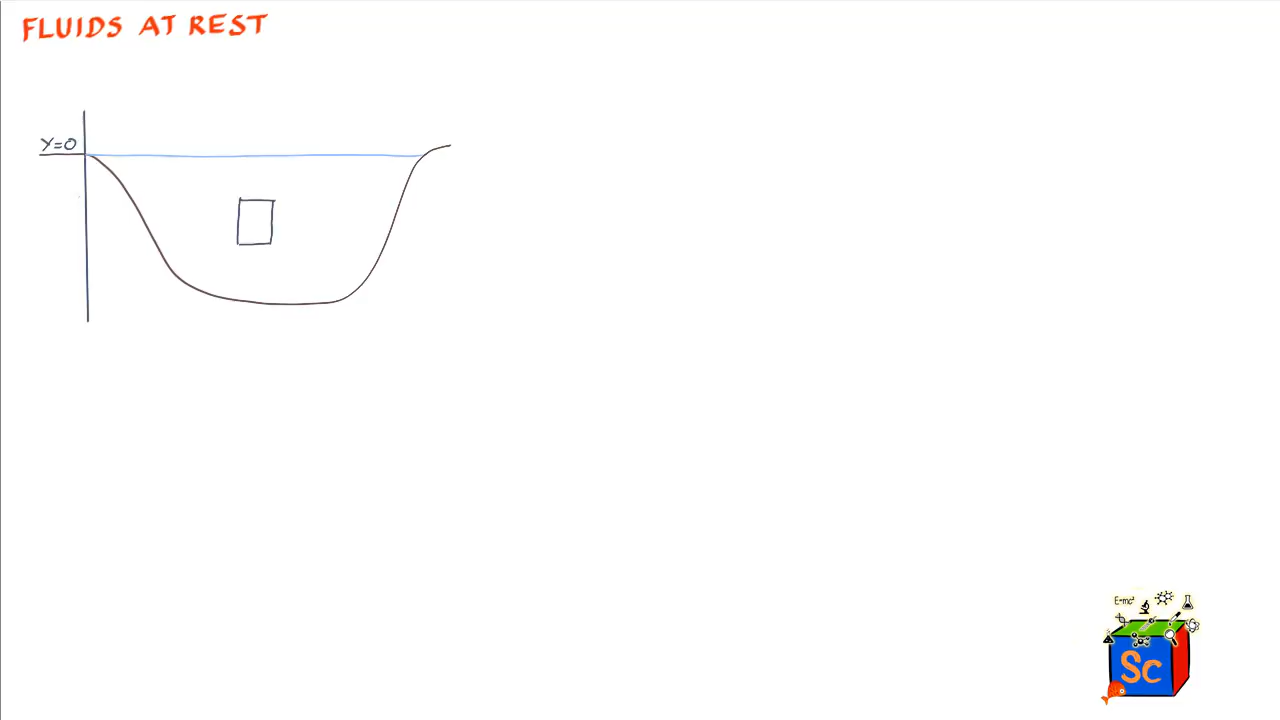 FLUIDS AT REST
Y=0
E=mc²
Sc